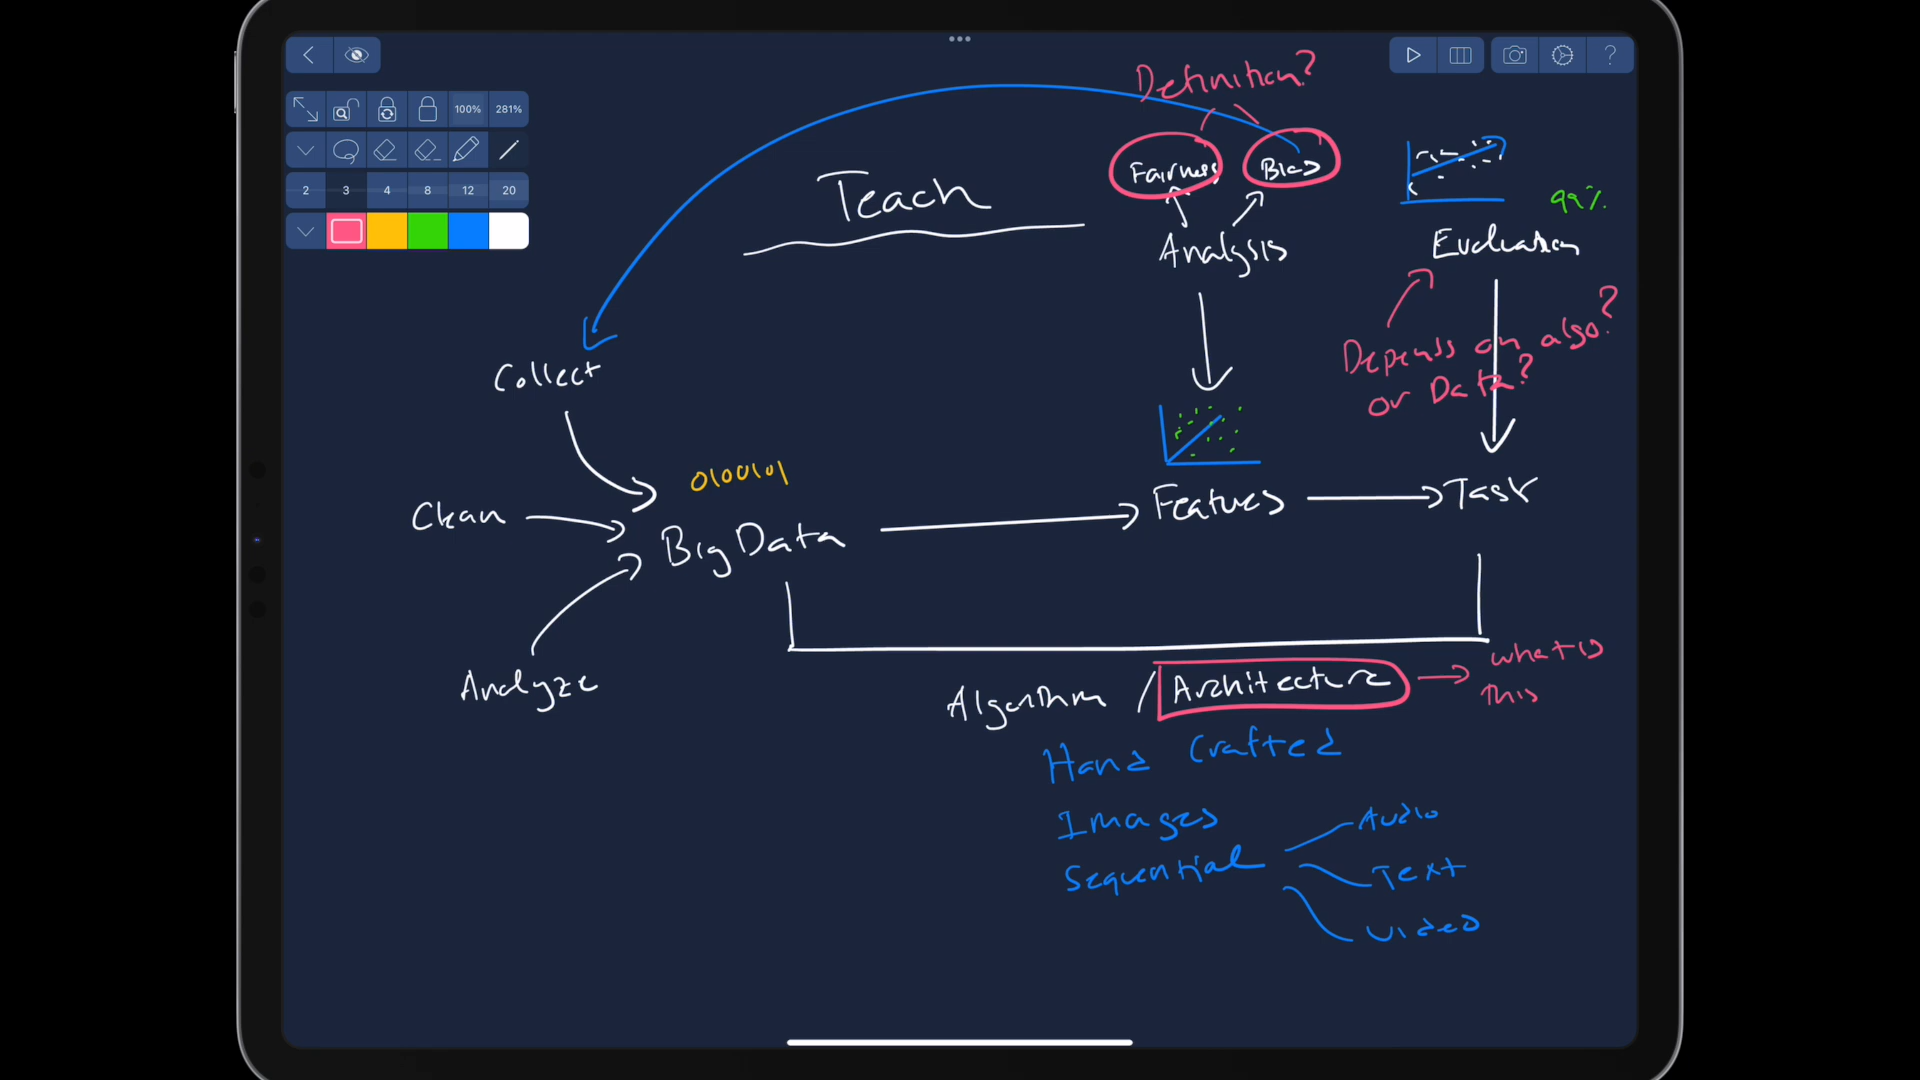 100% 281%
2 3 4 8 12 20
?
Definition?
Teach
Fairness Bias
99%
Analysis
Evaluation
Depends on algo?
or Data?
Collect
0100101
Clean
Big Data
Features
Task
Analyze
Algorithm / Architecture
what is
this
Hand Crafted
Images
Sequential
Audio
Text
Video